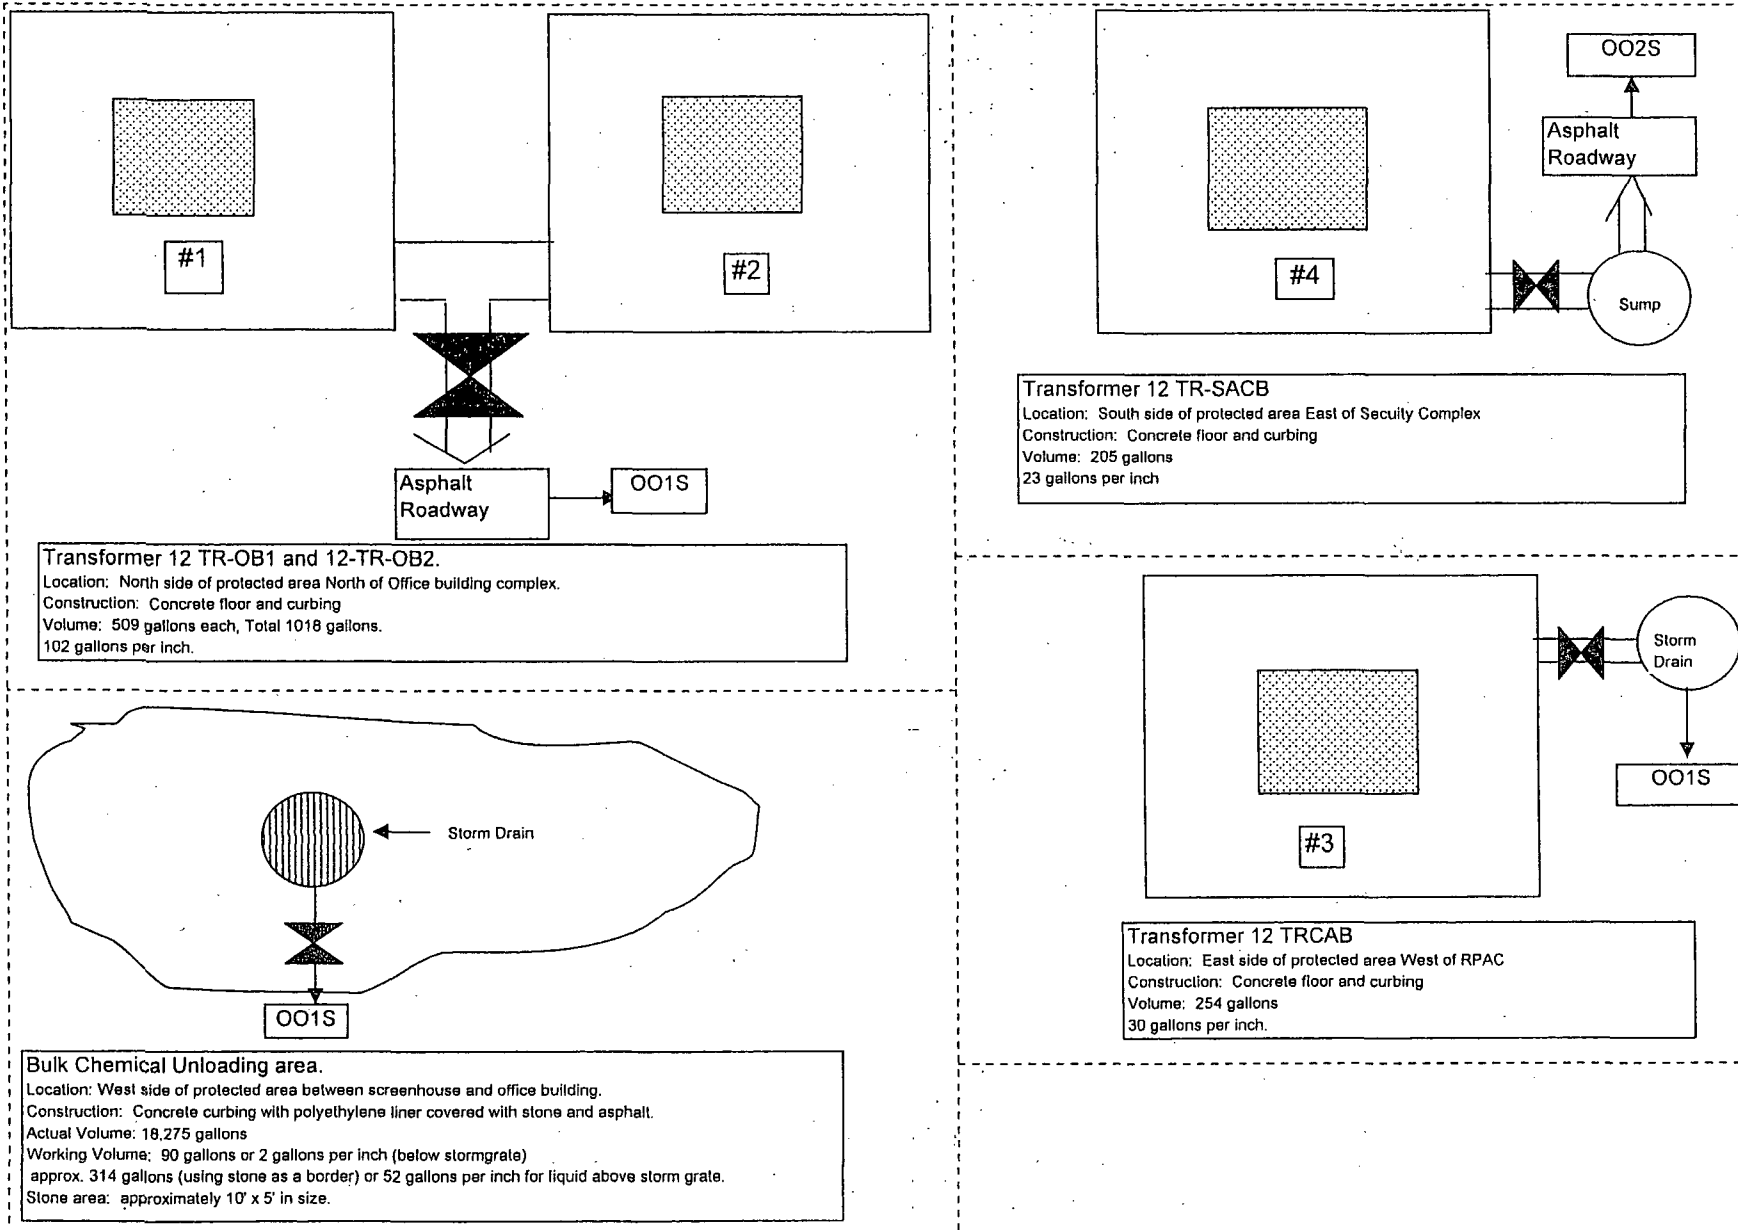 #1
#2
Asphalt
Roadway
OO1S
Transformer 12 TR-OB1 and 12-TR-OB2.
Location: North side of protected area North of Office building complex.
Construction: Concrete floor and curbing
Volume: 509 gallons each, Total 1018 gallons.
102 gallons per inch.
OO2S
Asphalt
Roadway
#4
Sump
Transformer 12 TR-SACB
Location: South side of protected area East of Secuity Complex
Construction: Concrete floor and curbing
Volume: 205 gallons
23 gallons per inch
Storm Drain
OO1S
Bulk Chemical Unloading area.
Location: West side of protected area between screenhouse and office building.
Construction: Concrete curbing with polyethylene liner covered with stone and asphalt.
Actual Volume: 18,275 gallons
Working Volume: 90 gallons or 2 gallons per inch (below stormgrate)
approx. 314 gallons (using stone as a border) or 52 gallons per inch for liquid above storm grate.
Stone area: approximately 10' x 5' in size.
Storm
Drain
OO1S
#3
Transformer 12 TRCAB
Location: East side of protected area West of RPAC
Construction: Concrete floor and curbing
Volume: 254 gallons
30 gallons per inch.